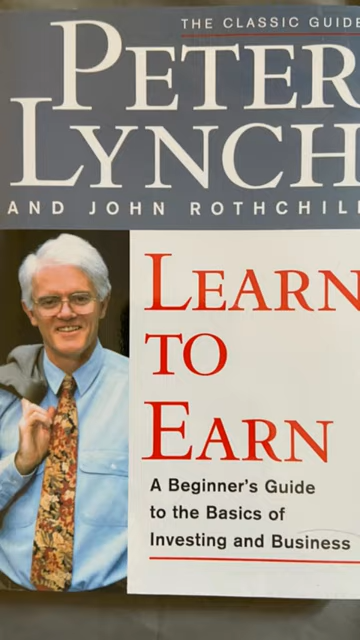 THE CLASSIC GUIDE
PETER
LYNCH
AND JOHN ROTHCHIL
LEARN
TO
EARN
A Beginner's Guide
to the Basics of
Investing and Business